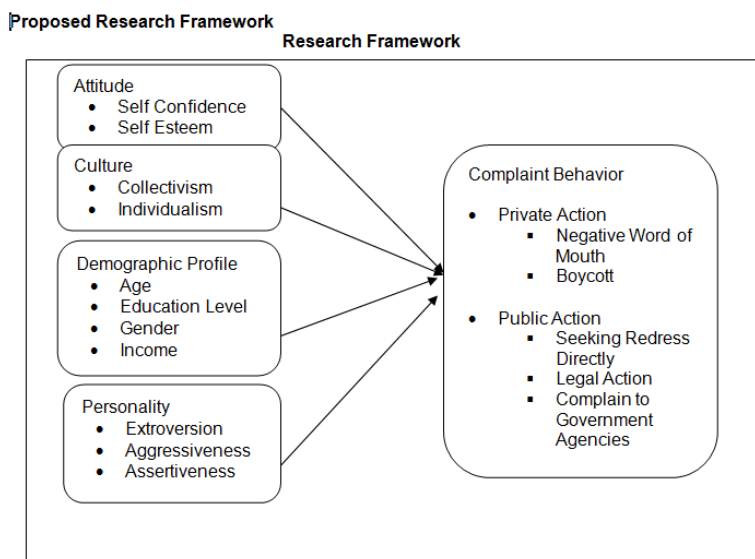 Proposed Research Framework
Research Framework
Attitude
• Self Confidence
• Self Esteem
Culture
• Collectivism
• Individualism
Demographic Profile
• Age
• Education Level
• Gender
• Income
Personality
• Extroversion
• Aggressiveness
• Assertiveness
Complaint Behavior
• Private Action
▪ Negative Word of
Mouth
▪ Boycott
• Public Action
▪ Seeking Redress
Directly
▪ Legal Action
▪ Complain to
Government
Agencies